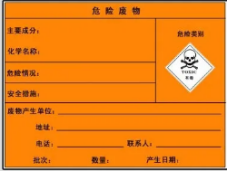 危险废物
主要成分：
危险类别
化学名称：
TOXIC
有毒
危险情况：
安全措施：
废物产生单位：
地址：
电话： 联系人：
批次： 数量： 产生日期：